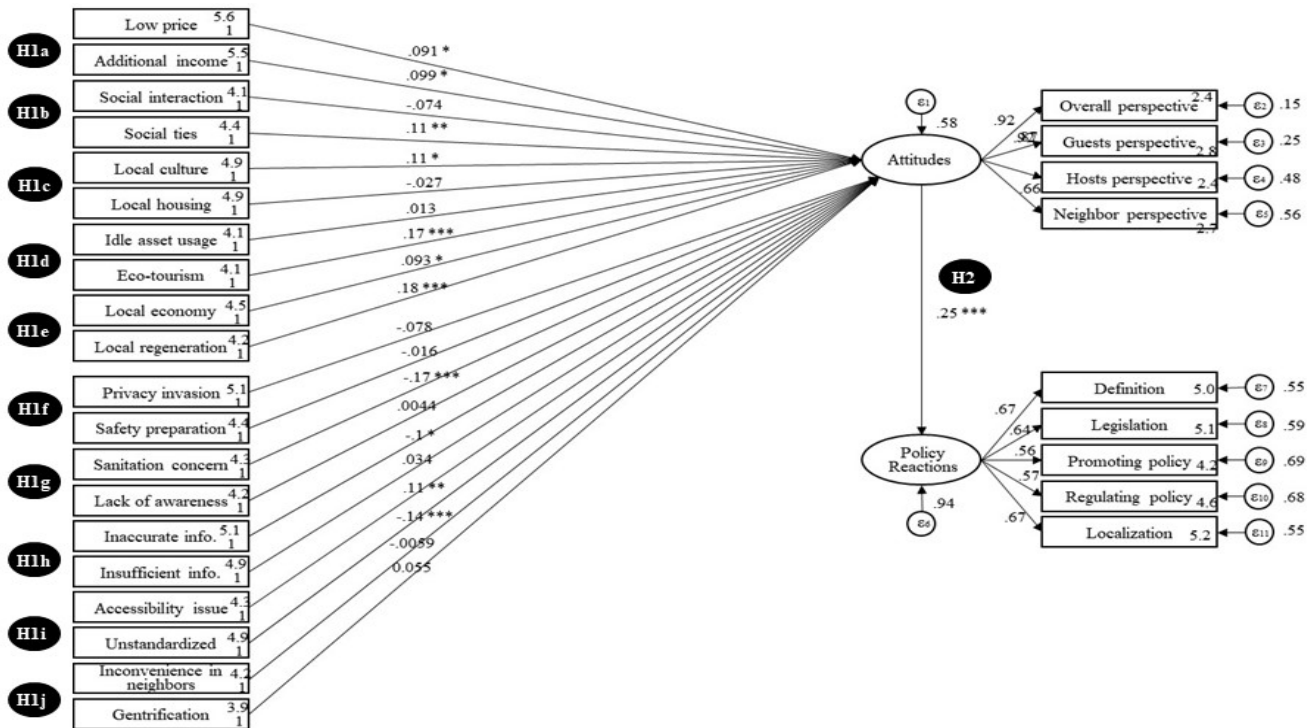 H1a
Low price 5.6 1
Additional income 5.5 1
H1b
Social interaction 4.1 1
Social ties 4.4 1
H1c
Local culture 4.9 1
Local housing 4.9 1
H1d
Idle asset usage 4.1 1
Eco-tourism 4.1 1
H1e
Local economy 4.5 1
Local regeneration 4.2 1
H1f
Privacy invasion 5.1 1
Safety preparation 4.4 1
H1g
Sanitation concern 4.3 1
Lack of awareness 4.2 1
H1h
Inaccurate info. 5.1 1
Insufficient info. 4.9 1
H1i
Accessibility issue 4.3 1
Unstandardized 4.9 1
H1j
Inconvenience in
neighbors 4.2 1
Gentrification 3.9 1
.091 *
.099 *
-.074
.11 **
.11 *
-.027
.013
.17 ***
.093 *
.18 ***
-.078
-.016
-.17 ***
.0044
-.1 *
.034
.11 **
-.14 ***
-.0059
0.055
ε1
.58
Attitudes
H2
.25 ***
Policy
Reactions
.94
ε6
.92
.66
Overall perspective 2.4 ε2 .15
Guests perspective 2.8 ε3 .25
Hosts perspective 2.4 ε4 .48
Neighbor perspective 2.7 ε5 .56
.67
.64
.56
.57
.67
Definition 5.0 ε7 .55
Legislation 5.1 ε8 .59
Promoting policy 4.2 ε9 .69
Regulating policy 4.6 ε10 .68
Localization 5.2 ε11 .55